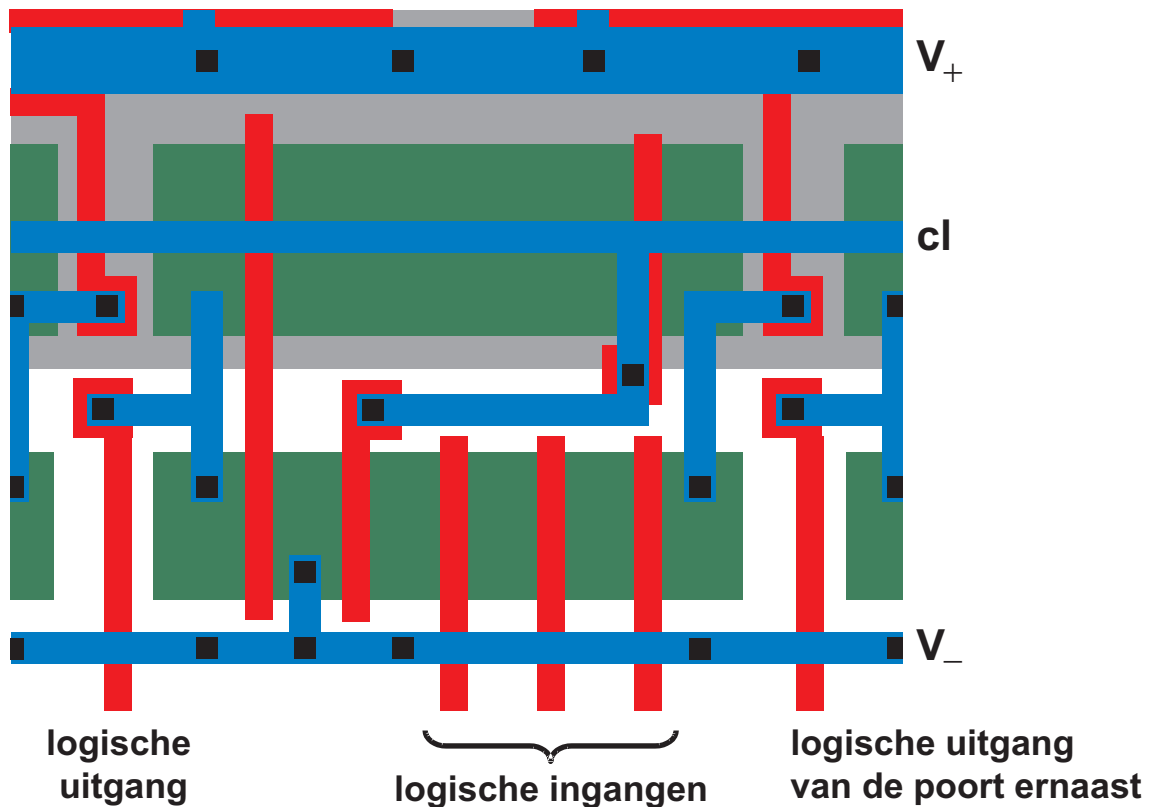 V+
cl
V−
logische
uitgang
logische ingangen
logische uitgang
van de poort ernaast